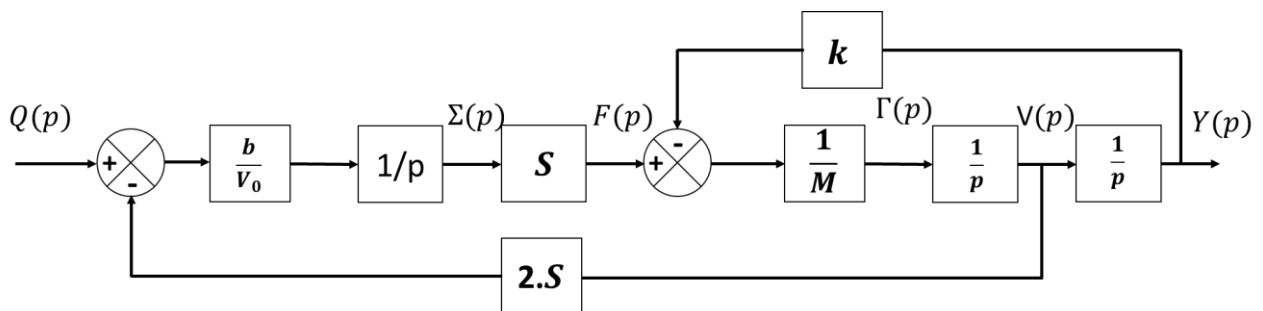 k
Q(p)
+
-
b
V₀
1/p
Σ(p)
S
F(p)
-
+
1
M
Γ(p)
1
p
V(p)
1
p
Y(p)
2.S